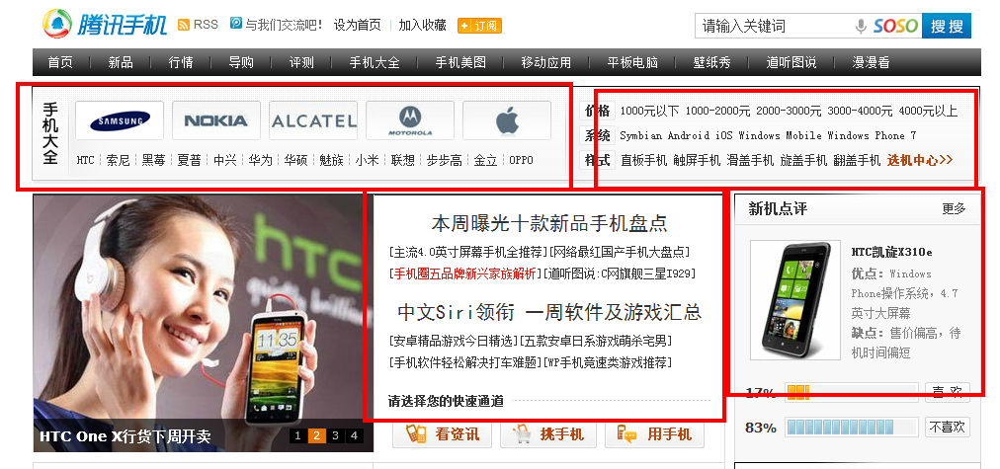 腾讯手机 RSS 与我们交流吧! 设为首页 加入收藏 + 订阅 请输入关键词 SOSO 搜搜
首页 新品 行情 导购 评测 手机大全 手机美图 移动应用 平板电脑 壁纸秀 道听图说 漫漫看
手机大全
SAMSUNG NOKIA ALCATEL MOTOROLA
HTC 索尼 黑莓 夏普 中兴 华为 华硕 魅族 小米 联想 步步高 金立 OPPO
价格 1000元以下 1000-2000元 2000-3000元 3000-4000元 4000元以上
系统 Symbian Android iOS Windows Mobile Windows Phone 7
样式 直板手机 触屏手机 滑盖手机 旋盖手机 翻盖手机 选机中心>>
htc
quietly brilliant
11:35
HTC One X行货下周开卖 1 2 3 4
本周曝光十款新品手机盘点
[主流4.0英寸屏幕手机全推荐][网络最红国产手机大盘点]
[手机圈五品牌新兴家族解析][道听图说:C网旗舰三星I929]
中文Siri领衔 一周软件及游戏汇总
[安卓精品游戏今日精选][五款安卓日系游戏萌杀宅男]
[手机软件轻松解决打车难题][WP手机竞速类游戏推荐]
请选择您的快速通道
看资讯 挑手机 用手机
新机点评 更多
HTC凯旋X310e
优点: Windows
Phone操作系统, 4.7
英寸大屏幕
缺点: 售价偏高, 待
机时间偏短
17% 喜 欢
83% 不喜欢